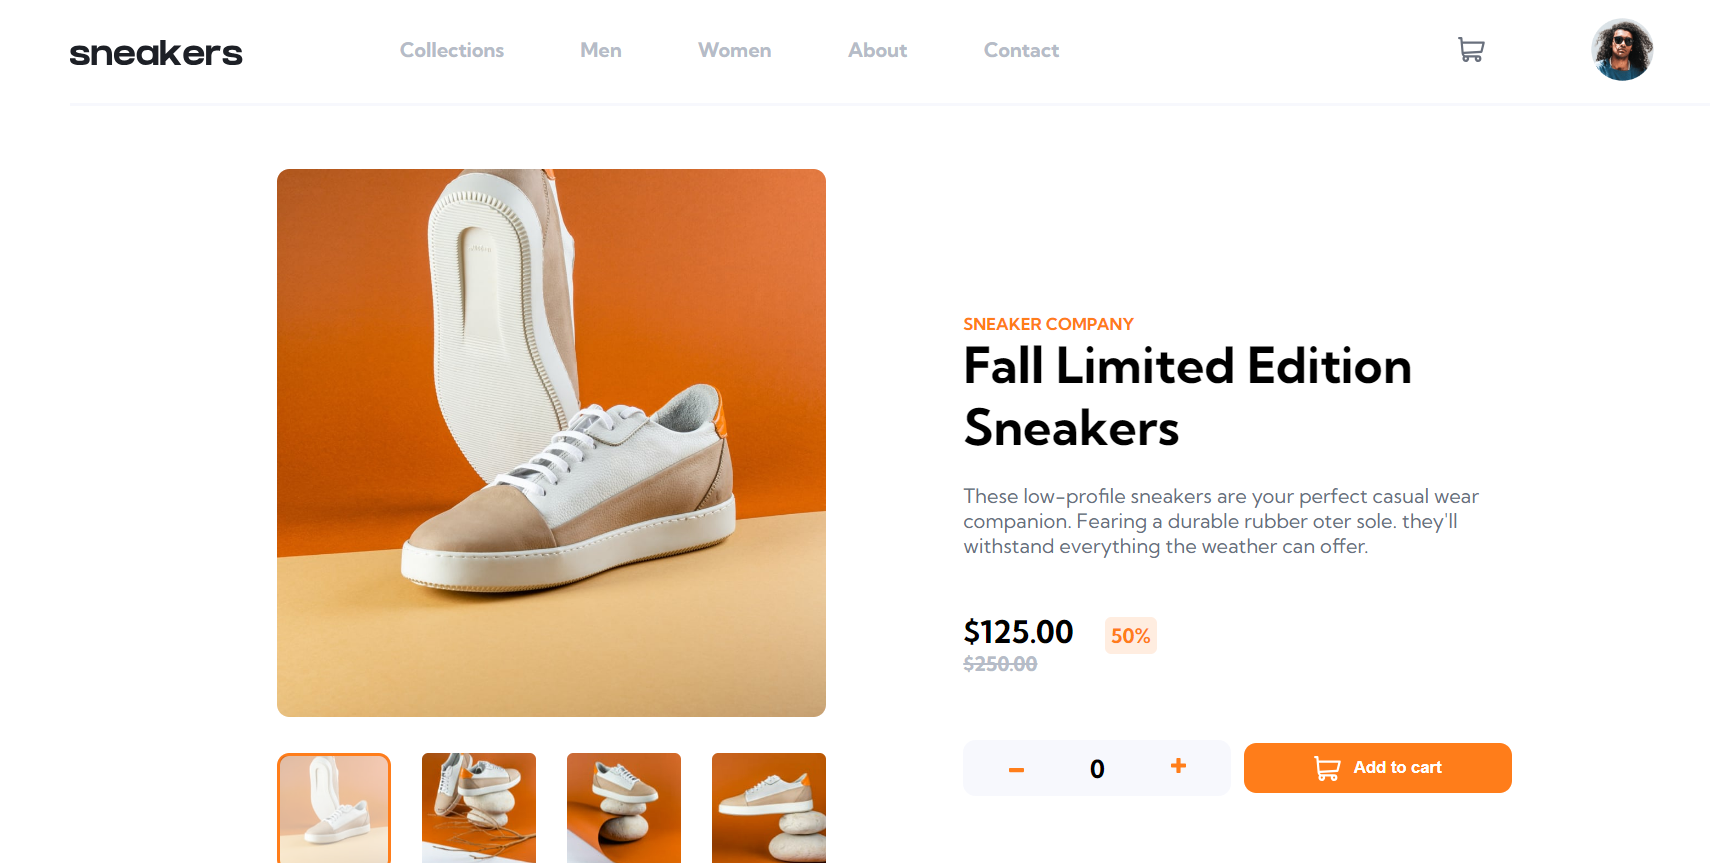 sneakers
Collections
Men
Women
About
Contact
SNEAKER COMPANY
Fall Limited Edition
Sneakers
These low-profile sneakers are your perfect casual wear
companion. Fearing a durable rubber oter sole. they'll
withstand everything the weather can offer.
$125.00
50%
$250.00
0
Add to cart